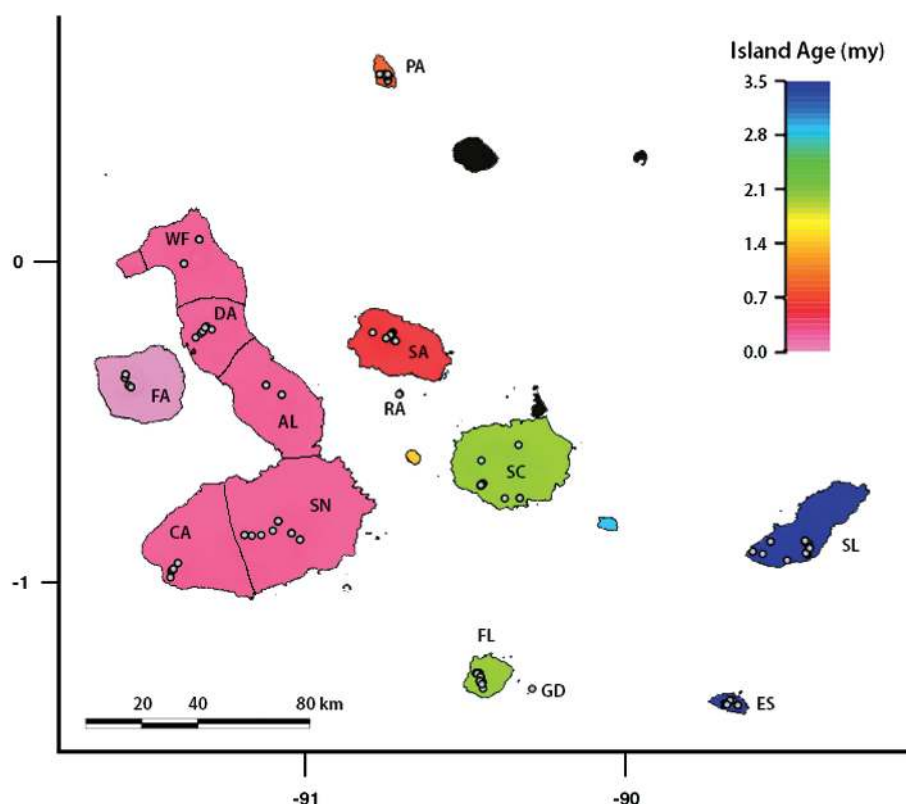 PA
Island Age (my)
3.5
2.8
2.1
1.4
0.7
0.0
WF
0
DA
SA
FA
RA
AL
SC
SN
CA
SL
-1
FL
GD
ES
20 40 80 km
-91 -90